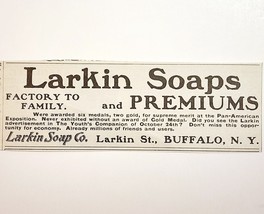 Larkin Soaps
FACTORY TO FAMILY. and PREMIUMS
Were awarded six medals, two gold, for supreme merit at the Pan-American
Exposition. Never exhibited without an award of Gold Medal. Did you see the Larkin
advertisement in The Youth's Companion of October 24th? Don't miss this oppor-
tunity for economy. Already millions of friends and users.
Larkin Soap Co. Larkin St., BUFFALO, N. Y.